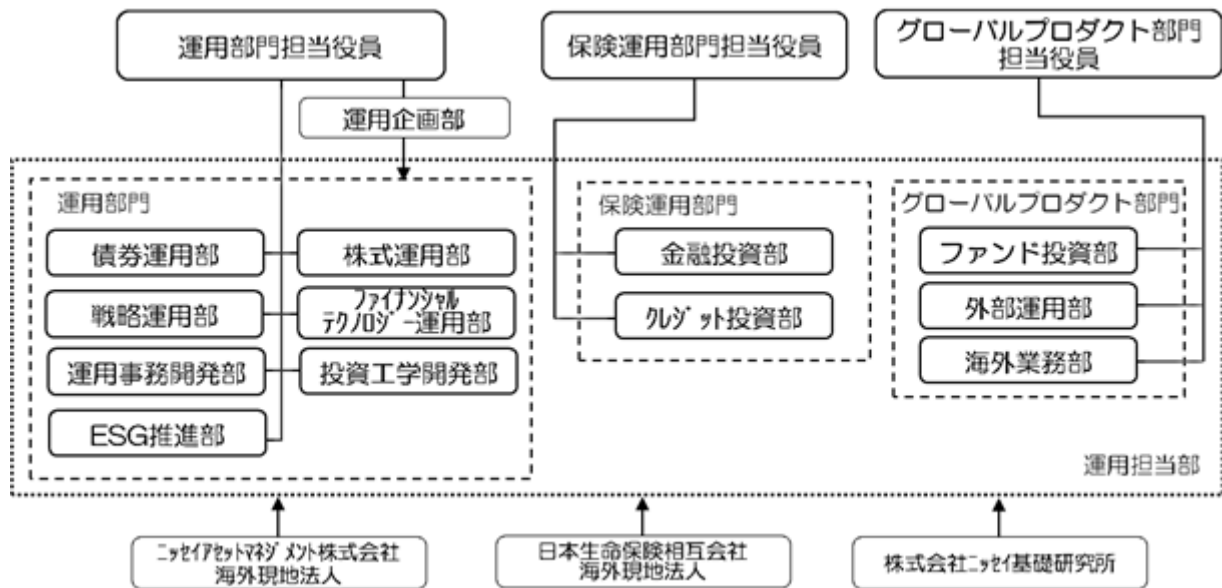 運用部門担当役員
保険運用部門担当役員
グローバルプロダクト部門
担当役員
運用企画部
運用部門
債券運用部
株式運用部
戦略運用部
ファイナンシャル
テクノロジー運用部
運用事務開発部
投資工学開発部
ESG推進部
保険運用部門
金融投資部
クレジット投資部
グローバルプロダクト部門
ファンド投資部
外部運用部
海外業務部
運用担当部
ニッセイアセットマネジメント株式会社
海外現地法人
日本生命保険相互会社
海外現地法人
株式会社ニッセイ基礎研究所